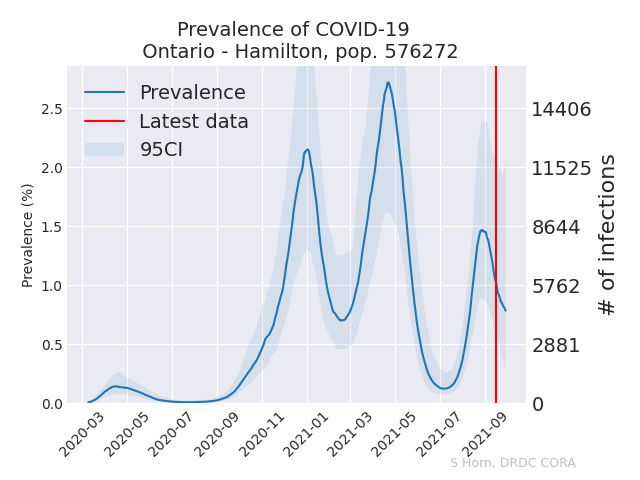 Prevalence of COVID-19
Ontario - Hamilton, pop. 576272
Prevalence
Latest data
95CI
Prevalence (%)
2.5
2.0
1.5
1.0
0.5
0.0
14406
11525
8644
5762
2881
0
# of infections
2020-03
2020-05
2020-07
2020-09
2020-11
2021-01
2021-03
2021-05
2021-07
2021-09
S Horn, DRDC CORA